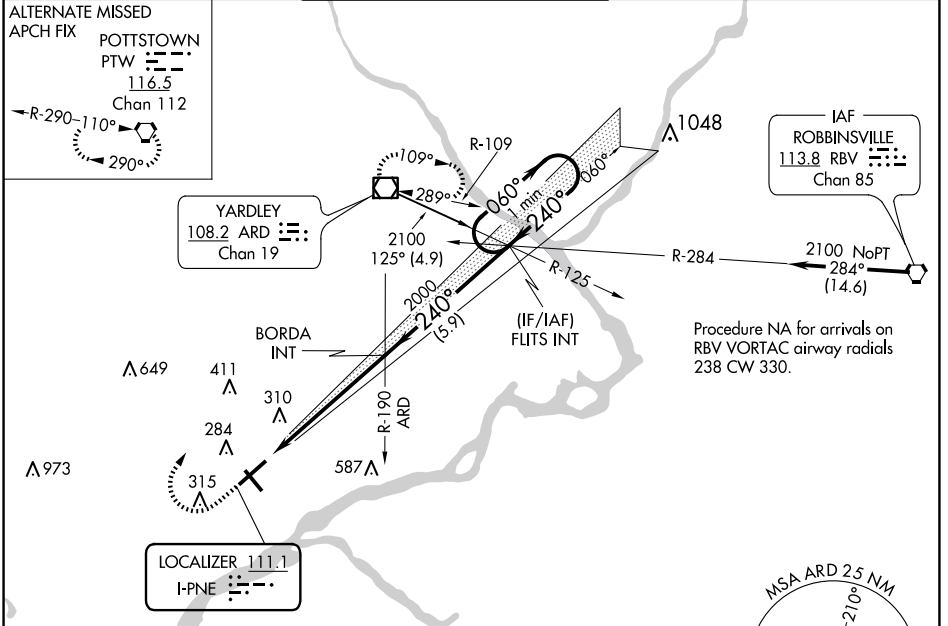 ALTERNATE MISSED
APCH FIX
POTTSTOWN
PTW
116.5
Chan 112
R-290
110°
290°
1048
IAF
ROBBINSVILLE
113.8 RBV
Chan 85
R-109
109°
289°
060°
1 min
240°
060°
YARDLEY
108.2 ARD
Chan 19
2100
125° (4.9)
R-284
2100 NoPT
284°
(14.6)
R-125
2000
240°
(5.9)
(IF/IAF)
FLITS INT
BORDA
INT
Procedure NA for arrivals on
RBV VORTAC airway radials
238 CW 330.
649
411
310
R-190
ARD
284
973
315
587
LOCALIZER 111.1
I-PNE
MSA ARD 25 NM
210°